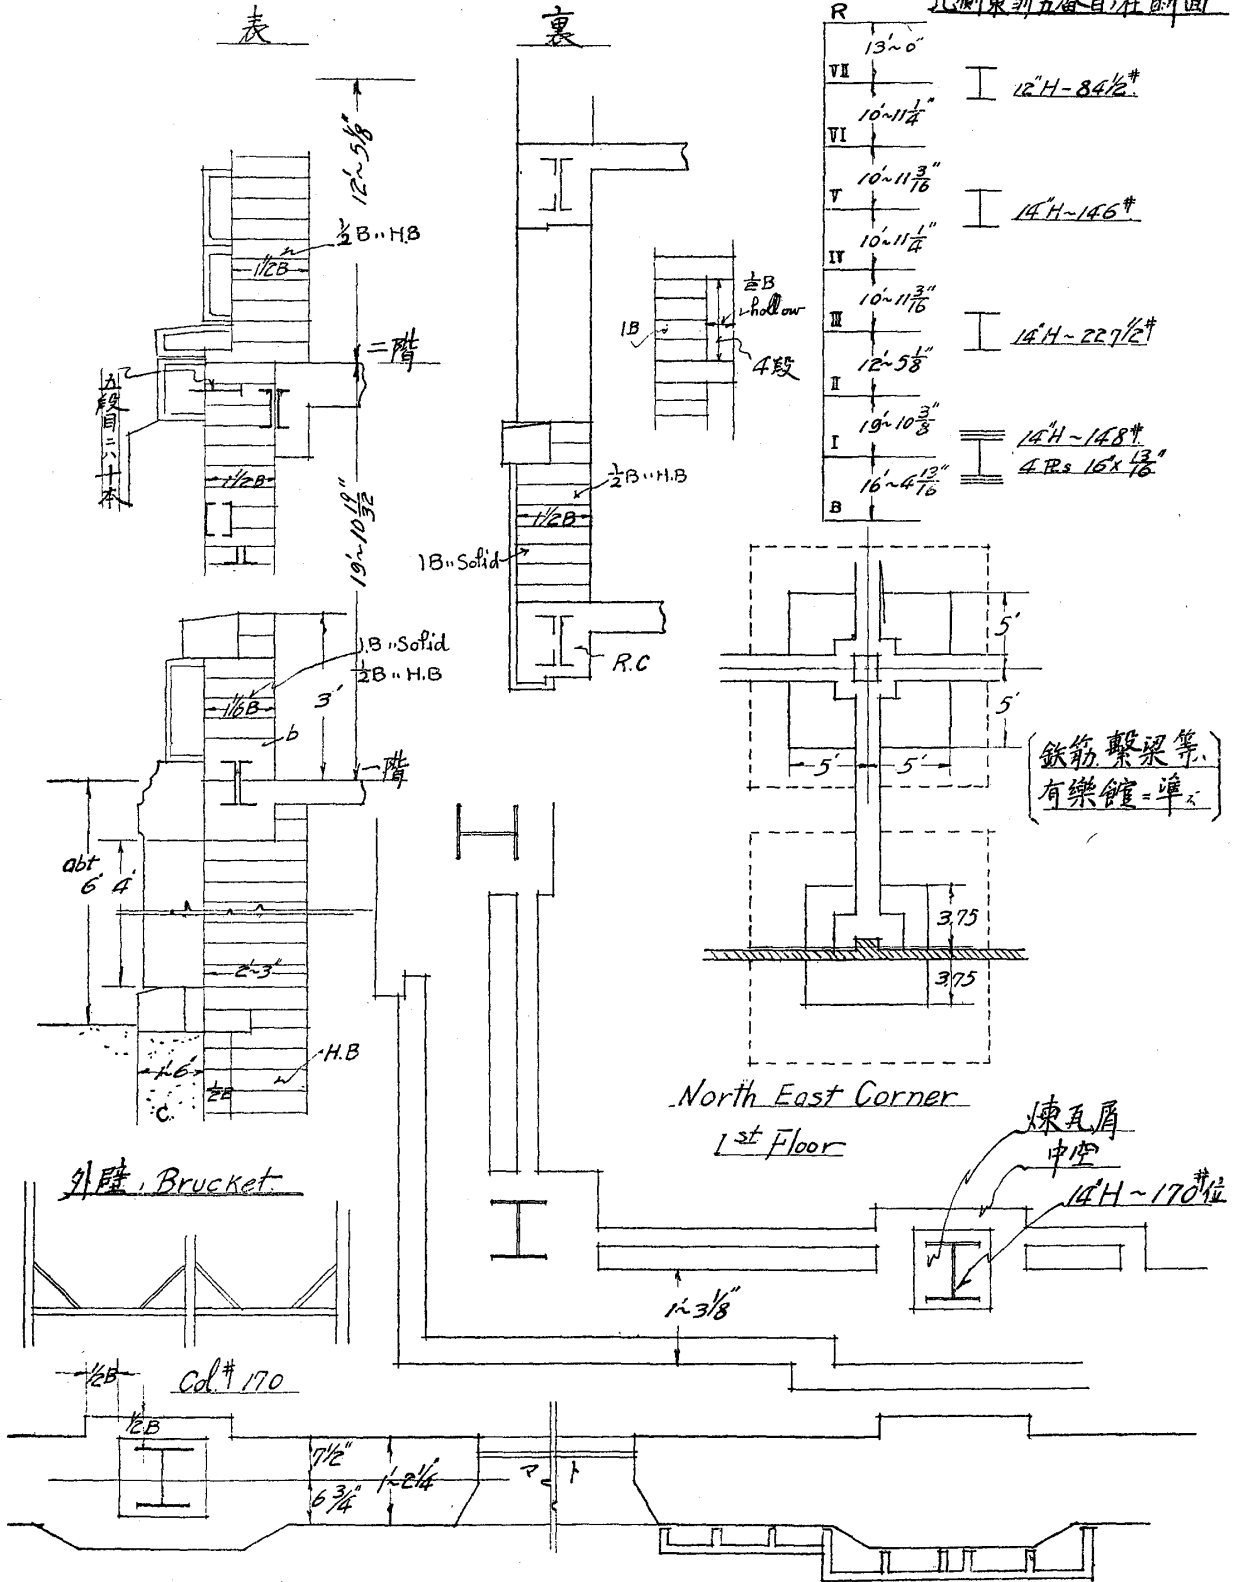 表
12'~5⅛"
½B〃H.B
1½B
二階
五段目ニ八十本
1½B
19'~10 19/32"
1B〃Solid
½B〃H.B
1½B
3'
b
一階
abt 6'
4'
2'~3"
1'~6"
½B
H.B
C.
裏
½B〃H.B
1½B
1B〃Solid
R.C
1B
½B
hollow
4段
R
13'~0"
VII
12"H-84½#
10'~11¼"
VI
10'~11 3/16"
V
14"H~146#
10'~11¼"
IV
10'~11 3/16"
III
14"H~227½#
12'~5⅛"
II
19'~10⅜"
I
14"H~148#
4 PLs 16"x 13/16"
16'~4 13/16"
B
5'
5'
5'
5'
鉄筋繫梁等、
有樂館ニ準ズ
3.75
3.75
North East Corner
1st Floor
煉瓦屑
中空
14"H~170#位
1'~3⅛"
外壁, Brucket.
Col.# 170
½B
½B
7½"
6¾"
1'~2¼"
マド